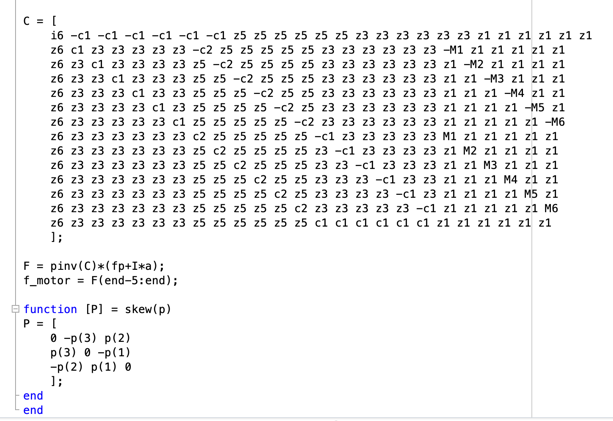 C = [
i6 -c1 -c1 -c1 -c1 -c1 -c1 z5 z5 z5 z5 z5 z5 z3 z3 z3 z3 z3 z3 z1 z1 z1 z1 z1 z1
z6 c1 z3 z3 z3 z3 z3 -c2 z5 z5 z5 z5 z5 z3 z3 z3 z3 z3 z3 -M1 z1 z1 z1 z1 z1
z6 z3 c1 z3 z3 z3 z3 z5 -c2 z5 z5 z5 z5 z3 z3 z3 z3 z3 z3 z1 -M2 z1 z1 z1 z1
z6 z3 z3 c1 z3 z3 z3 z5 z5 -c2 z5 z5 z5 z3 z3 z3 z3 z3 z3 z1 z1 -M3 z1 z1 z1
z6 z3 z3 z3 c1 z3 z3 z5 z5 z5 -c2 z5 z5 z3 z3 z3 z3 z3 z3 z1 z1 z1 -M4 z1 z1
z6 z3 z3 z3 z3 c1 z3 z5 z5 z5 z5 -c2 z5 z3 z3 z3 z3 z3 z3 z1 z1 z1 z1 -M5 z1
z6 z3 z3 z3 z3 z3 c1 z5 z5 z5 z5 z5 -c2 z3 z3 z3 z3 z3 z3 z1 z1 z1 z1 z1 -M6
z6 z3 z3 z3 z3 z3 z3 c2 z5 z5 z5 z5 z5 -c1 z3 z3 z3 z3 z3 M1 z1 z1 z1 z1 z1
z6 z3 z3 z3 z3 z3 z3 z5 c2 z5 z5 z5 z5 z3 -c1 z3 z3 z3 z3 z1 M2 z1 z1 z1 z1
z6 z3 z3 z3 z3 z3 z3 z5 z5 c2 z5 z5 z5 z3 z3 -c1 z3 z3 z3 z1 z1 M3 z1 z1 z1
z6 z3 z3 z3 z3 z3 z3 z5 z5 z5 c2 z5 z5 z3 z3 z3 -c1 z3 z3 z1 z1 z1 M4 z1 z1
z6 z3 z3 z3 z3 z3 z3 z5 z5 z5 z5 c2 z5 z3 z3 z3 z3 -c1 z3 z1 z1 z1 z1 M5 z1
z6 z3 z3 z3 z3 z3 z3 z5 z5 z5 z5 z5 c2 z3 z3 z3 z3 z3 -c1 z1 z1 z1 z1 z1 M6
z6 z3 z3 z3 z3 z3 z3 z5 z5 z5 z5 z5 z5 c1 c1 c1 c1 c1 c1 z1 z1 z1 z1 z1 z1
];
F = pinv(C)*(fp+I*a);
f_motor = F(end-5:end);
function [P] = skew(p)
P = [
0 -p(3) p(2)
p(3) 0 -p(1)
-p(2) p(1) 0
];
end
end